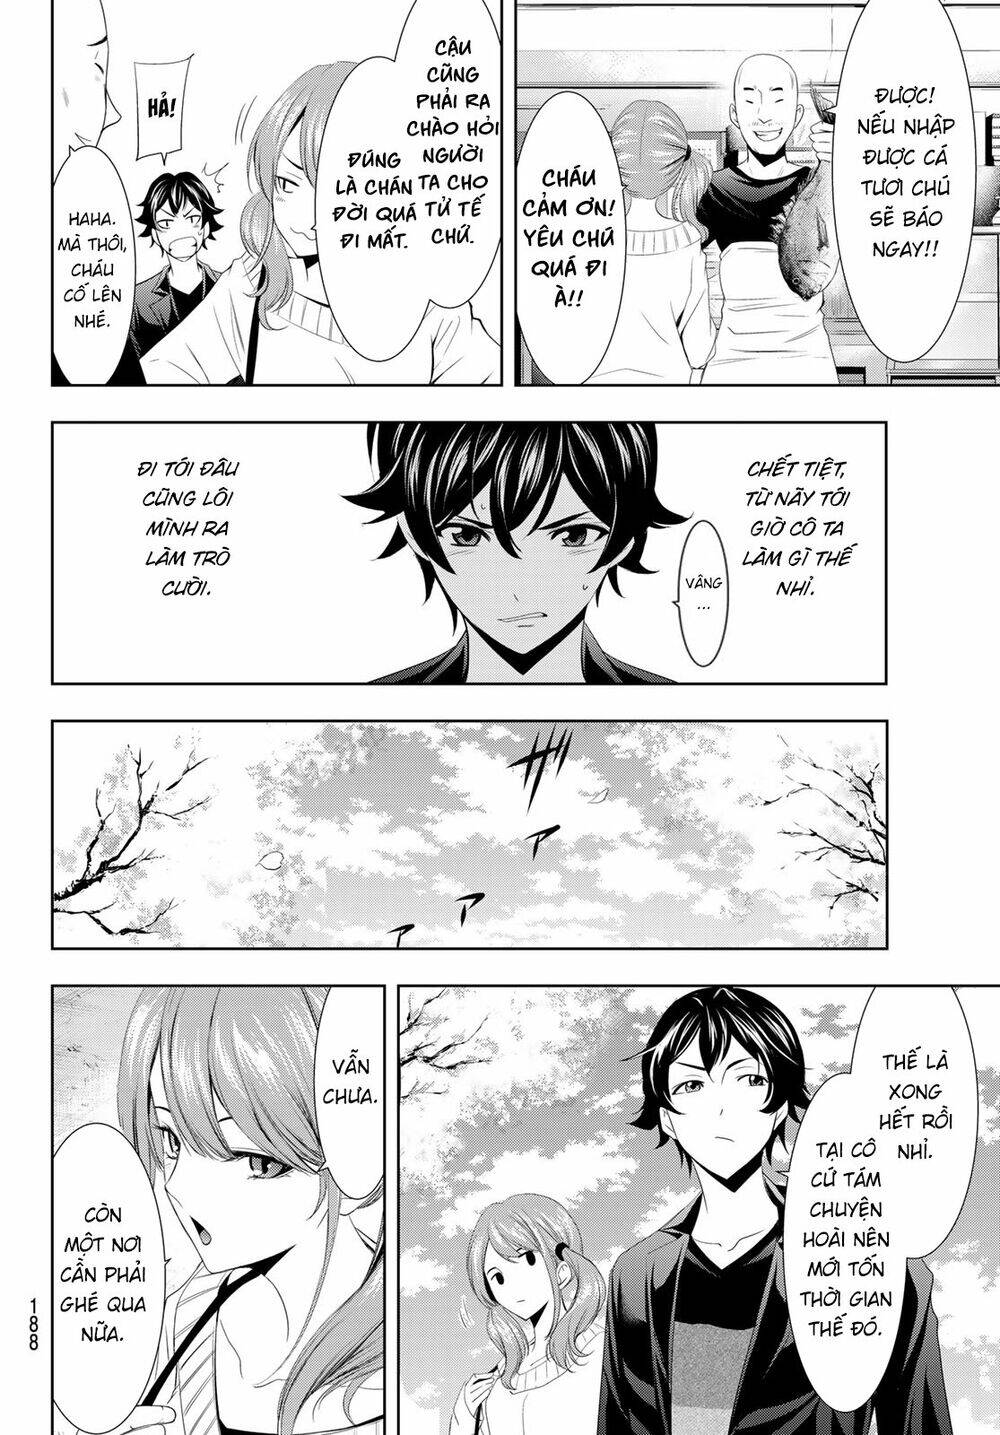 ĐƯỢC!
NẾU NHẬP
ĐƯỢC CÁ
TƯƠI CHÚ
SẼ BÁO
NGAY!!
CHÁU
CẢM ƠN!
YÊU CHÚ
QUÁ ĐI
À!!
CẬU
CŨNG
PHẢI RA
CHÀO HỎI
NGƯỜI
TA CHO
TỬ TẾ
CHỨ.
ĐÚNG
LÀ CHÁN
ĐỜI QUÁ
ĐI MẤT.
HẢ!
HAHA.
MÀ THÔI,
CHÁU
CỐ LÊN
NHÉ.
CHẾT TIỆT,
TỪ NÃY TỚI
GIỜ CÔ TA
LÀM GÌ THẾ
NHỈ.
VÂNG
...
ĐI TỚI ĐÂU
CŨNG LÔI
MÌNH RA
LÀM TRÒ
CƯỜI.
ザァァァ
THẾ LÀ
XONG
HẾT RỒI
NHỈ.
TẠI CÔ
CỨ TÁM
CHUYỆN
HOÀI NÊN
MỚI TỐN
THỜI GIAN
THẾ ĐÓ.
VẪN
CHƯA.
CÒN
MỘT NƠI
CẦN PHẢI
GHÉ QUA
NỮA.
188